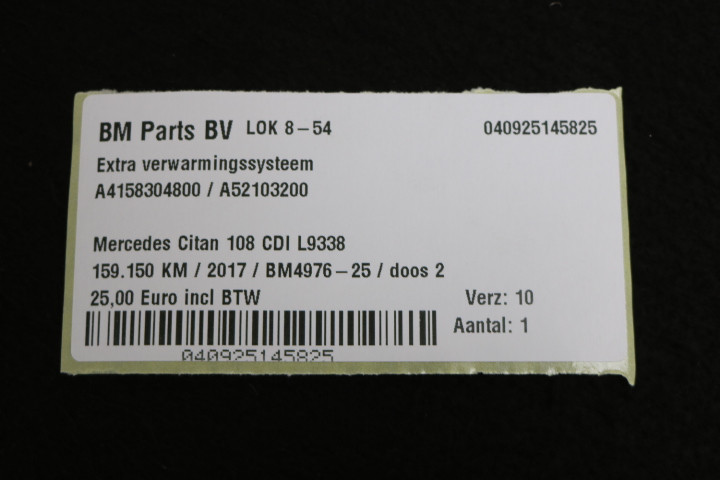 BM Parts BV LOK 8-54 040925145825
Extra verwarmingssysteem
A4158304800 / A52103200
Mercedes Citan 108 CDI L9338
159.150 KM / 2017 / BM4976-25 / doos 2
25,00 Euro incl BTW Verz: 10
Aantal: 1
040925145825